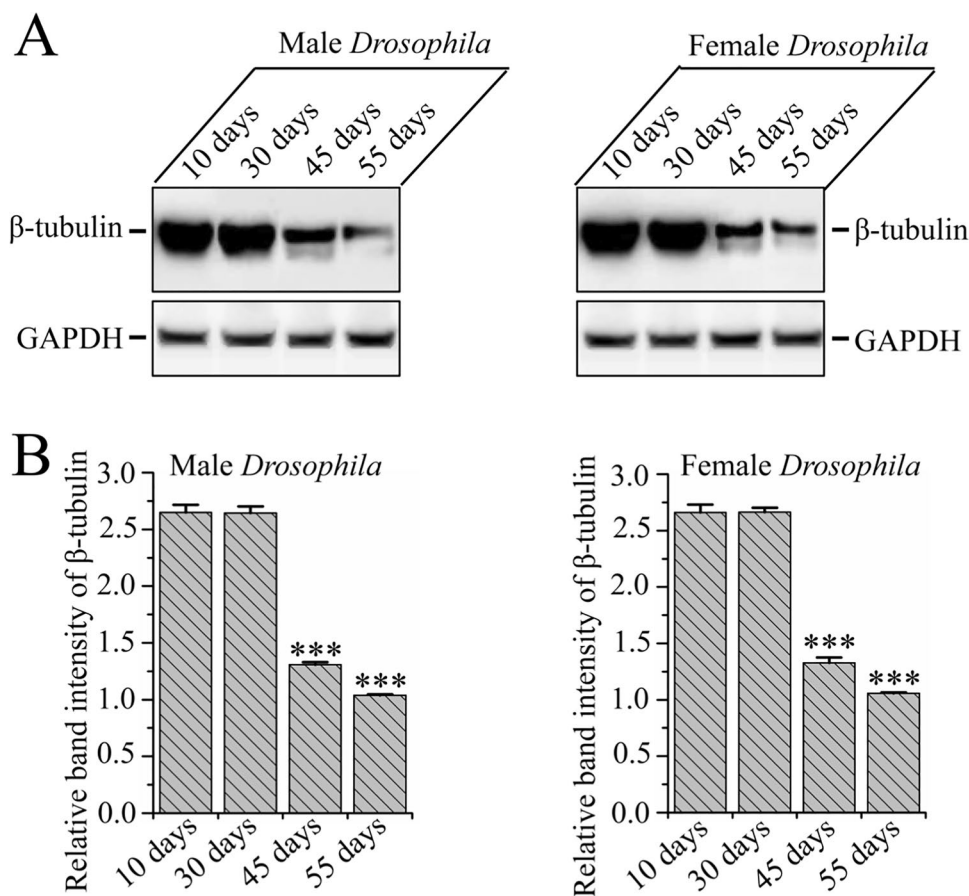 A
Male Drosophila
Female Drosophila
10 days
30 days
45 days
55 days
10 days
30 days
45 days
55 days
β-tubulin
β-tubulin
GAPDH
GAPDH
B
Male Drosophila
Relative band intensity of β-tubulin
3.0
2.5
2.0
1.5
1.0
0.5
0.0
***
***
10 days
30 days
45 days
55 days
Female Drosophila
Relative band intensity of β-tubulin
3.0
2.5
2.0
1.5
1.0
0.5
0.0
***
***
10 days
30 days
45 days
55 days